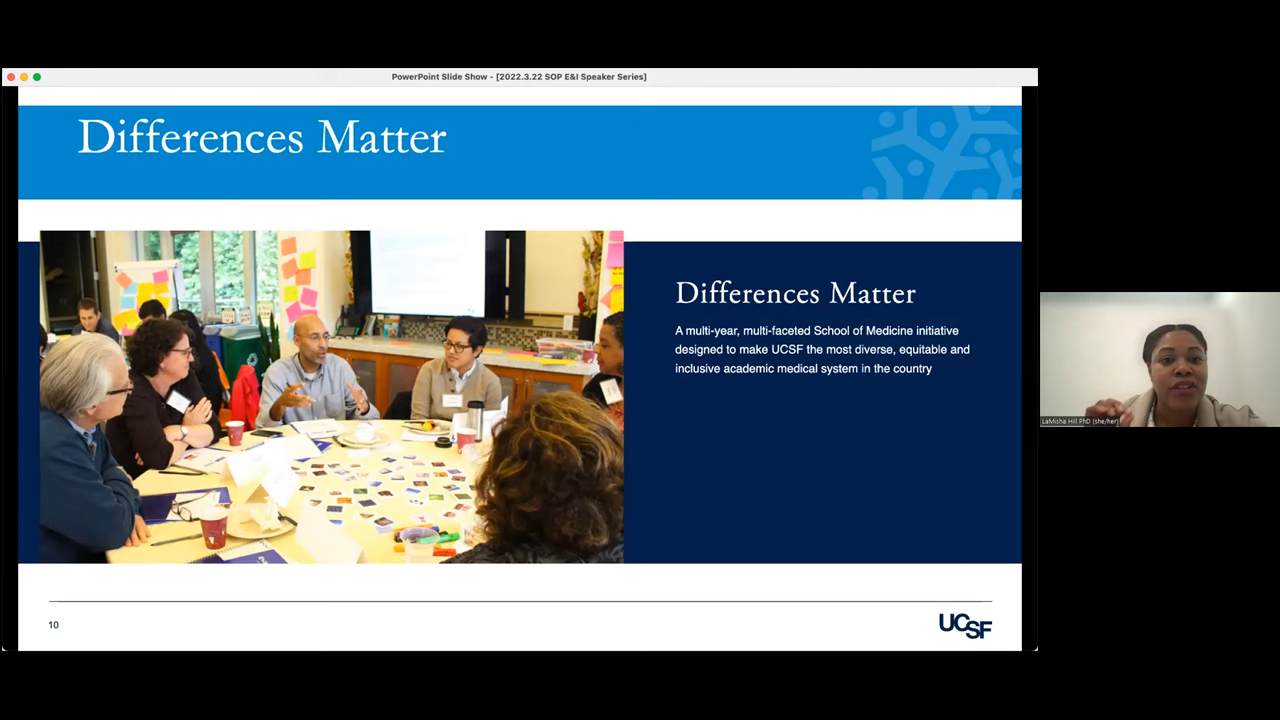 PowerPoint Slide Show - [2022.3.22 SOP E&I Speaker Series]
Differences Matter
Differences Matter
A multi-year, multi-faceted School of Medicine initiative
designed to make UCSF the most diverse, equitable and
inclusive academic medical system in the country
LaMisha Hill PhD (she/her)
10
UCSF